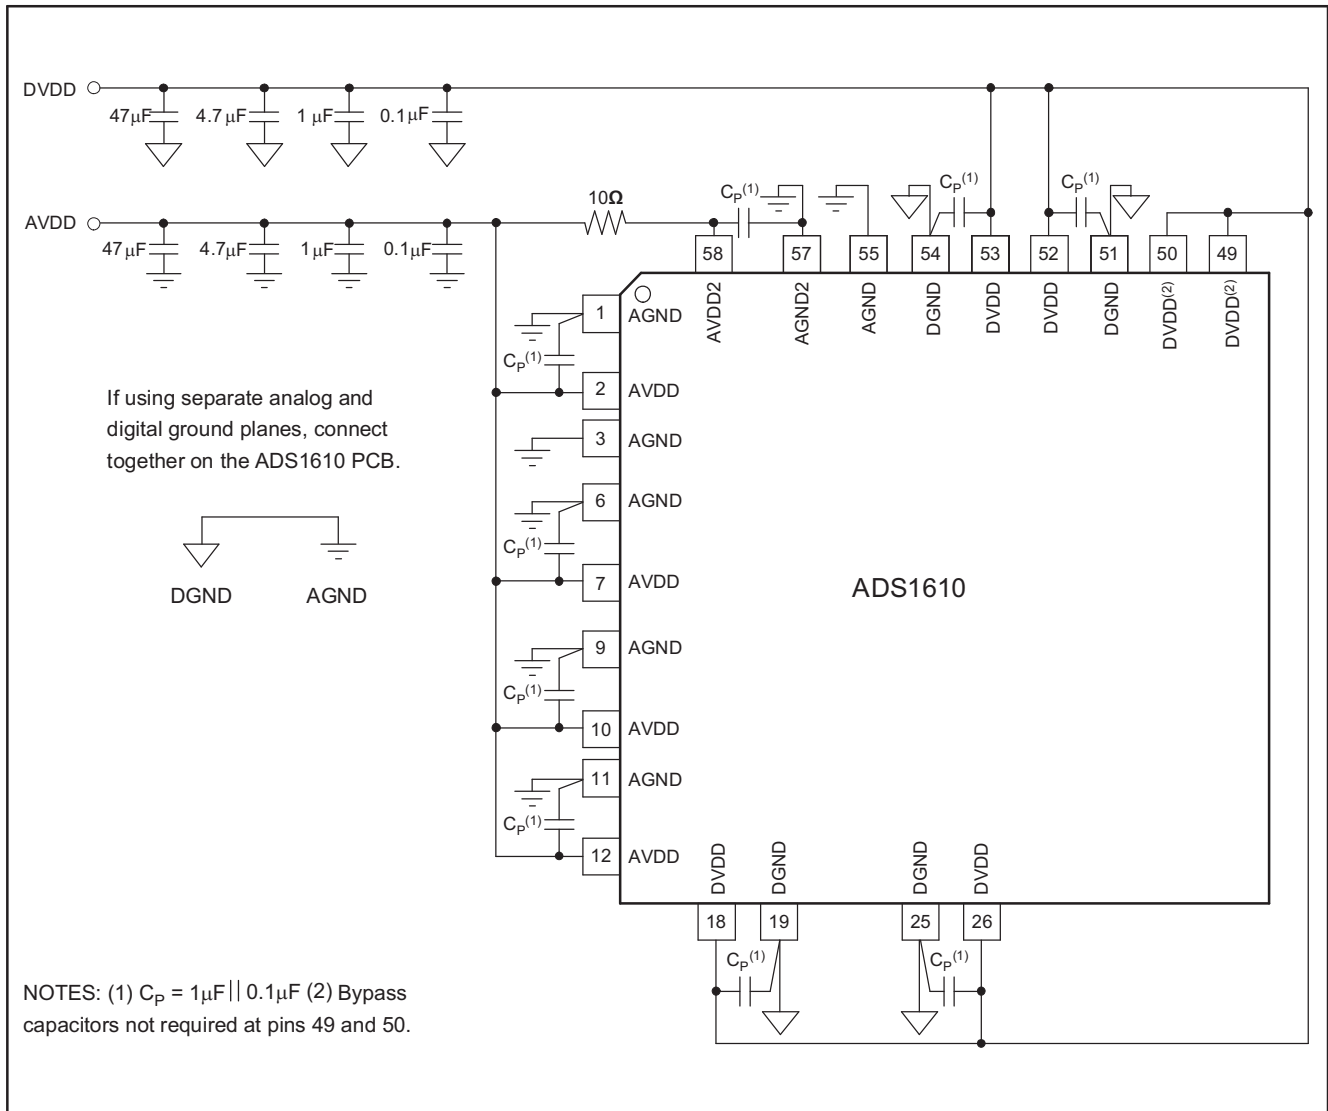 DVDD
47μF
4.7μF
1μF
0.1μF
AVDD
47μF
4.7μF
1μF
0.1μF
10Ω
CP(1)
CP(1)
CP(1)
58
57
55
54
53
52
51
50
49
AVDD2
AGND2
AGND
DGND
DVDD
DVDD
DGND
DVDD(2)
DVDD(2)
1
AGND
CP(1)
2
AVDD
3
AGND
6
AGND
CP(1)
7
AVDD
9
AGND
CP(1)
10
AVDD
11
AGND
CP(1)
12
AVDD
If using separate analog and
digital ground planes, connect
together on the ADS1610 PCB.
DGND
AGND
ADS1610
DVDD
DGND
DGND
DVDD
18
19
25
26
CP(1)
CP(1)
NOTES: (1) CP = 1μF || 0.1μF (2) Bypass
capacitors not required at pins 49 and 50.